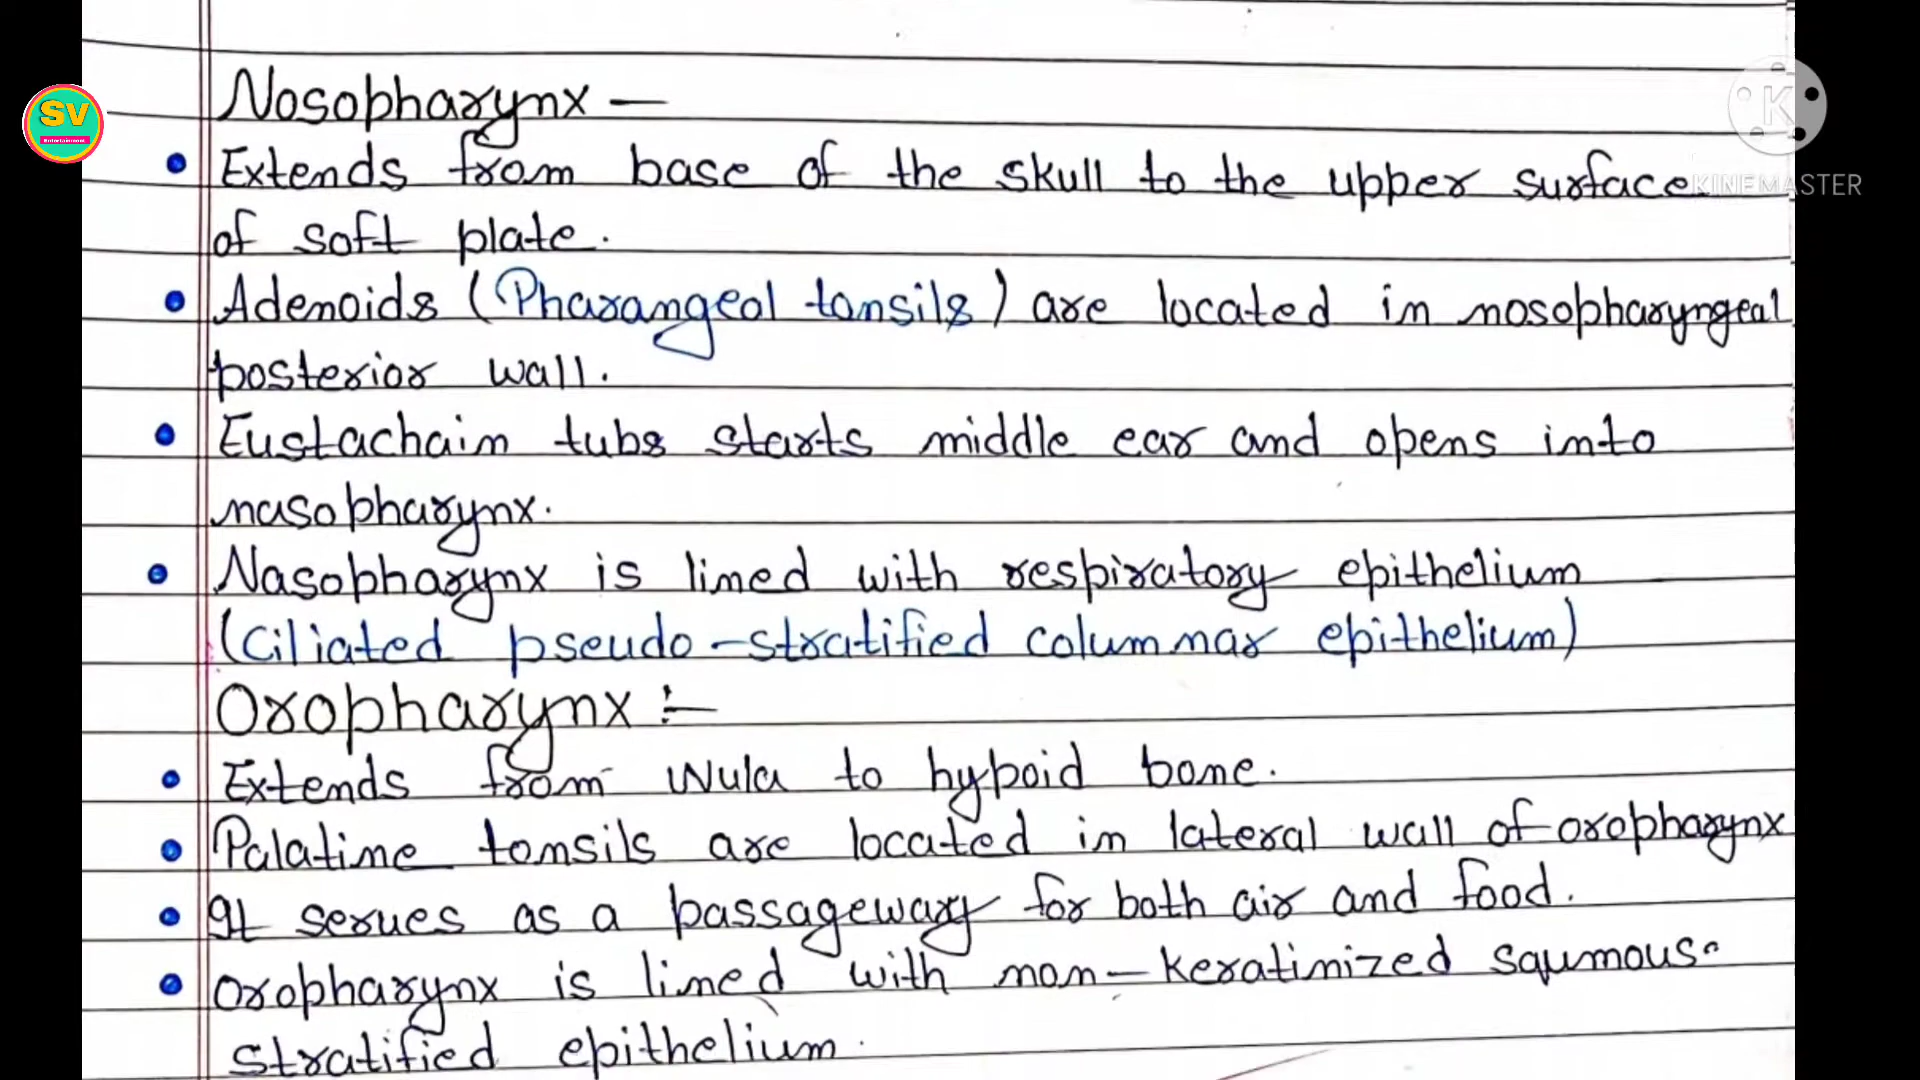 Nosopharynx —
SV
Entertainment
• Extends from base of the skull to the upper surface
KINEMASTER
of soft plate.
• Adenoids (Pharangeal tonsils) are located in nosopharyngeal
posterior wall.
• Eustachain tubs starts middle ear and opens into
nasopharynx.
• Nasopharynx is lined with respiratory epithelium
(Ciliated pseudo-stratified columnar epithelium)
Oropharynx :-
• Extends from Uvula to hypoid bone.
• Palatine tonsils are located in lateral wall of oropharynx
• It serves as a passageway for both air and food.
• oropharynx is lined with non-keratinized squmous
stratified epithelium.